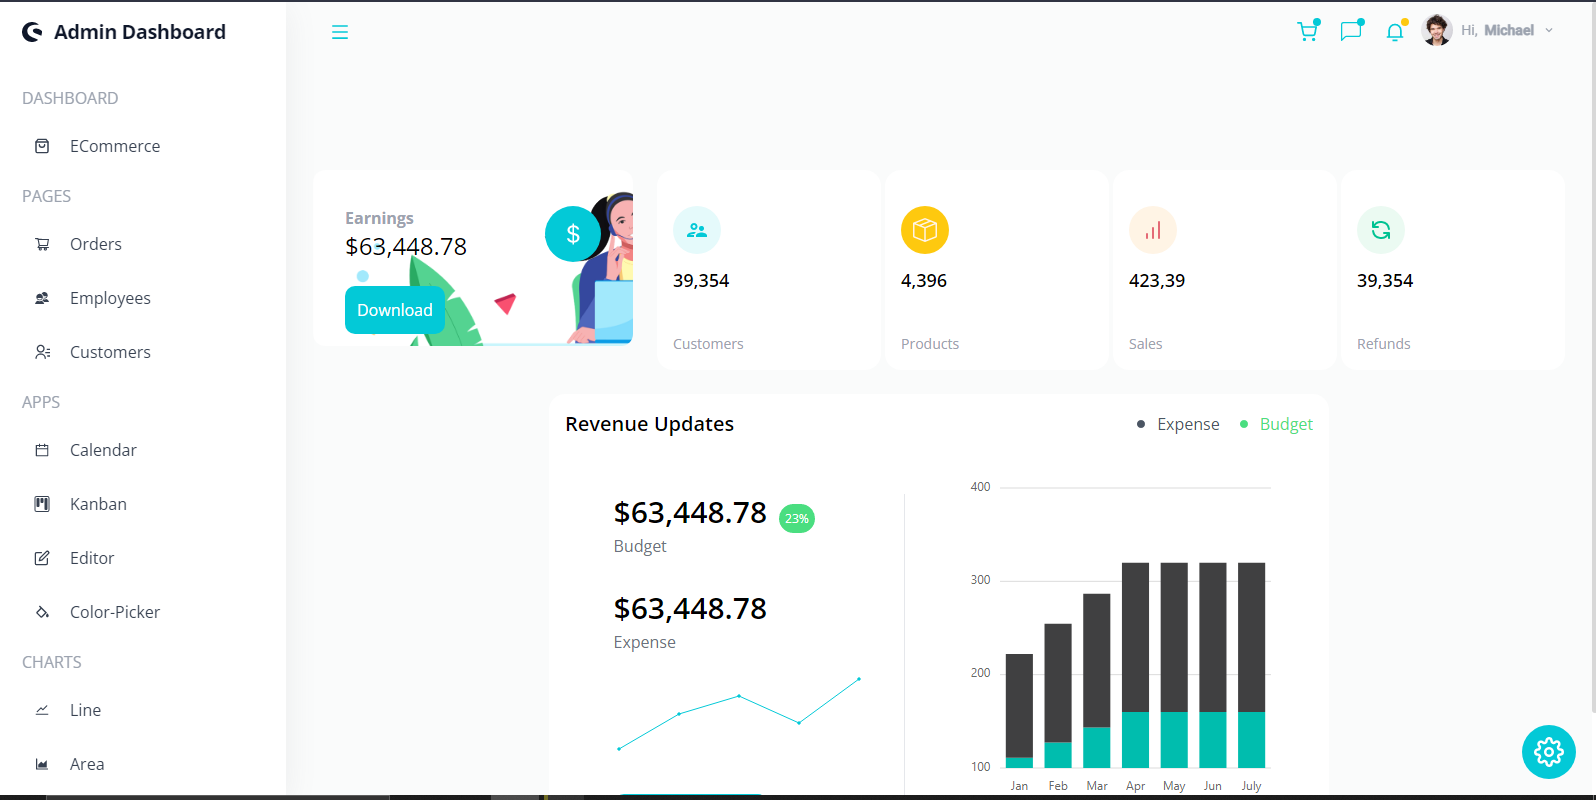 Admin Dashboard
Hi, Michael
DASHBOARD
ECommerce
PAGES
Orders
Employees
Customers
APPS
Calendar
Kanban
Editor
Color-Picker
CHARTS
Line
Area
Earnings
$63,448.78
$
Download
39,354
Customers
4,396
Products
423,39
Sales
39,354
Refunds
Revenue Updates
Expense
Budget
$63,448.78
23%
Budget
$63,448.78
Expense
400
300
200
100
Jan Feb Mar Apr May Jun July